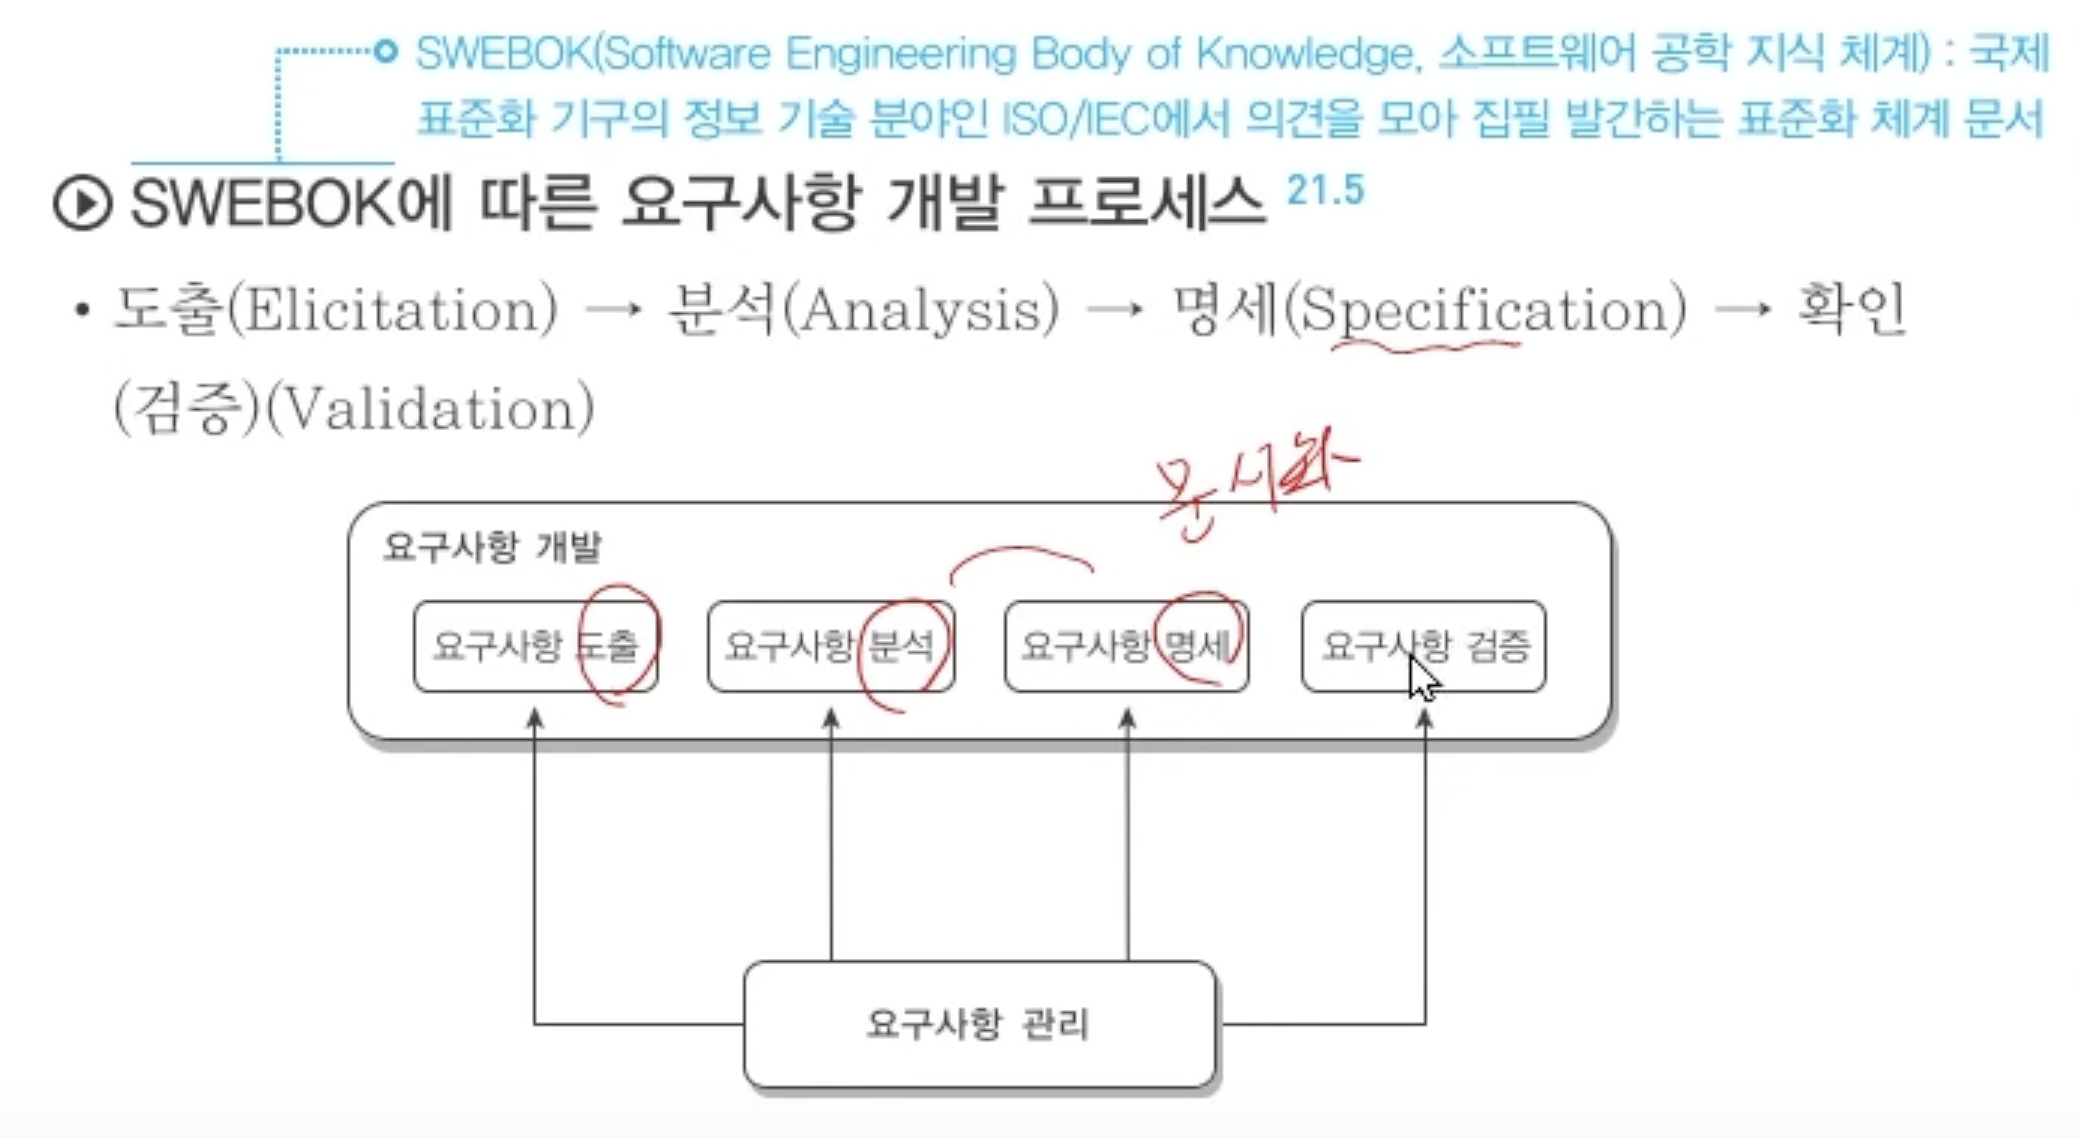 SWEBOK(Software Engineering Body of Knowledge, 소프트웨어 공학 지식 체계) : 국제
표준화 기구의 정보 기술 분야인 ISO/IEC에서 의견을 모아 집필 발간하는 표준화 체계 문서
SWEBOK에 따른 요구사항 개발 프로세스 21.5
• 도출(Elicitation) → 분석(Analysis) → 명세(Specification) → 확인
(검증)(Validation)
문서화
요구사항 개발
요구사항 도출
요구사항 분석
요구사항 명세
요구사항 검증
요구사항 관리